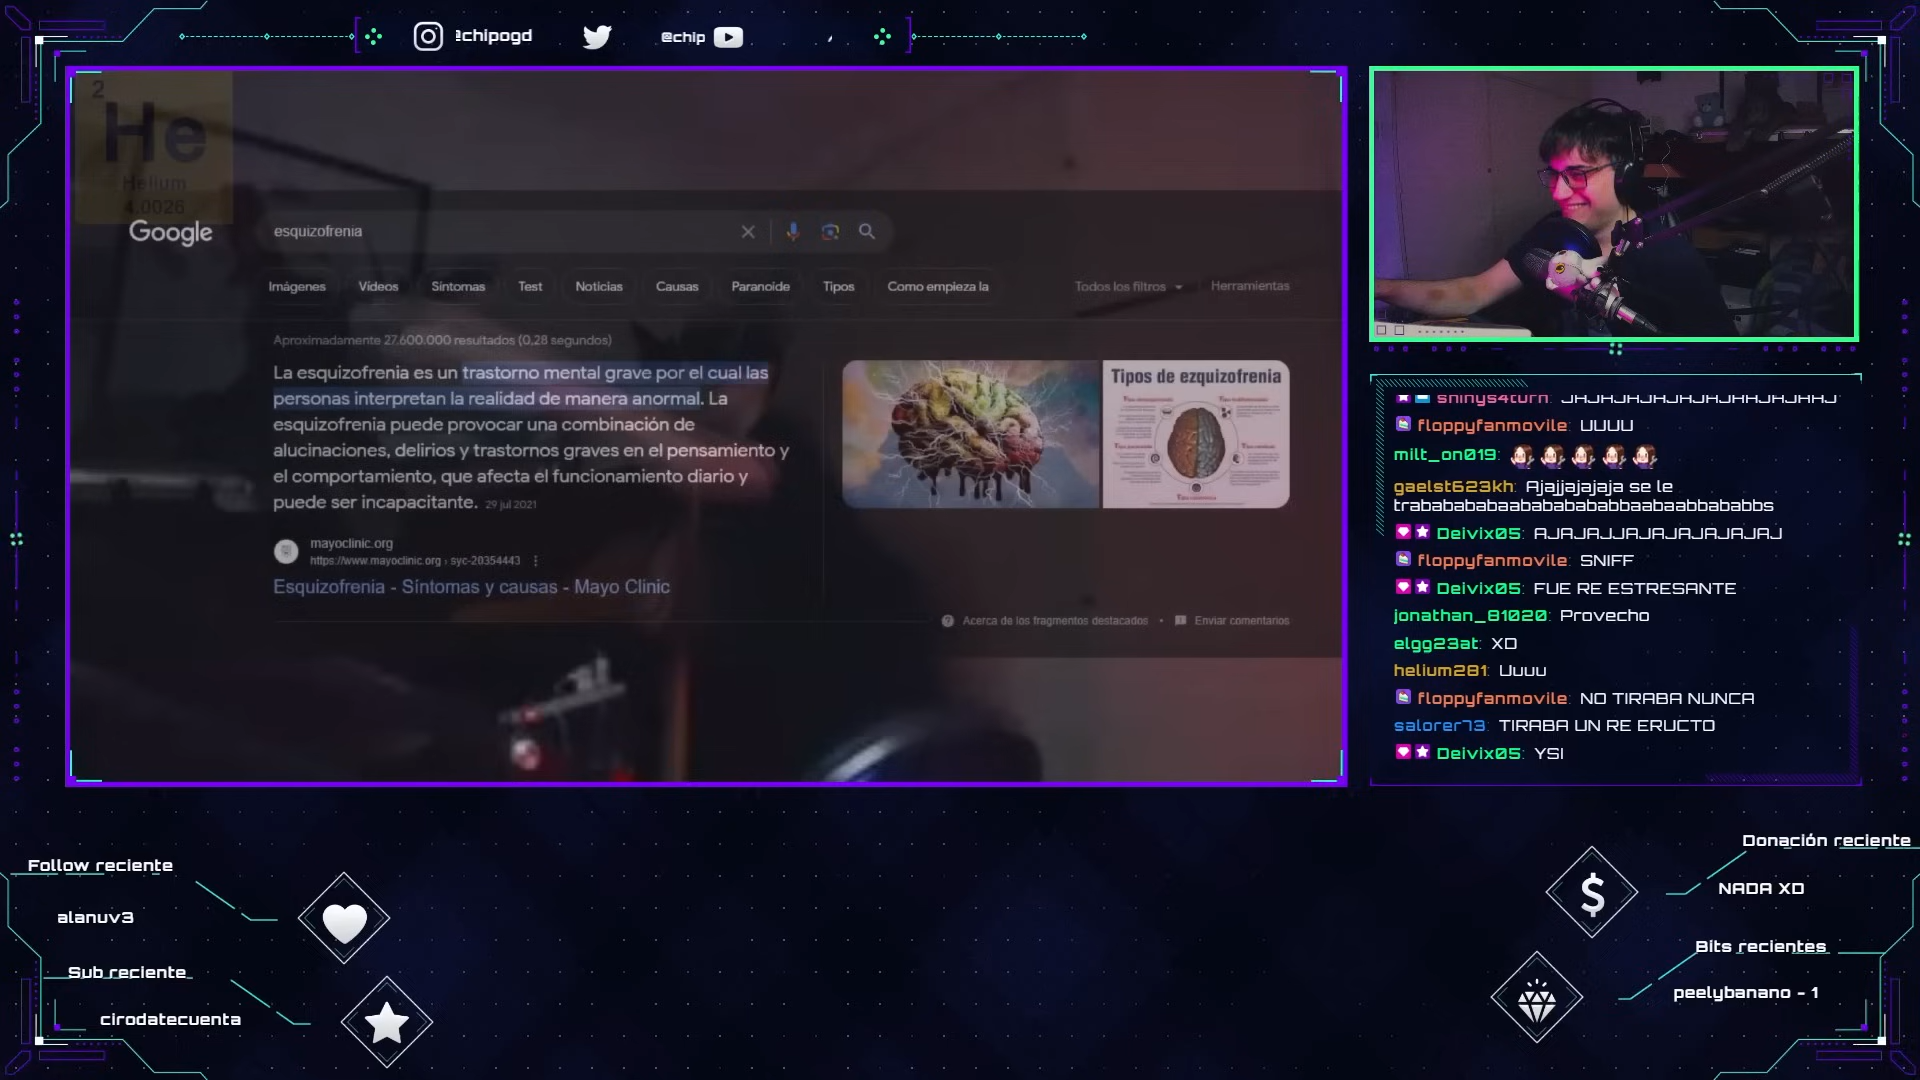 @chipogd
@chip
2
He
Helium
4.0026
Google
esquizofrenia
Imágenes
Vídeos
Síntomas
Test
Noticias
Causas
Paranoide
Tipos
Como empieza la
Todos los filtros
Herramientas
Aproximadamente 27.600.000 resultados (0,28 segundos)
La esquizofrenia es un trastorno mental grave por el cual las
personas interpretan la realidad de manera anormal. La
esquizofrenia puede provocar una combinación de
alucinaciones, delirios y trastornos graves en el pensamiento y
el comportamiento, que afecta el funcionamiento diario y
puede ser incapacitante. 29 jul 2021
Tipos de ezquizofrenia
mayoclinic.org
https://www.mayoclinic.org › syc-20354443
Esquizofrenia - Síntomas y causas - Mayo Clinic
Acerca de los fragmentos destacados • Enviar comentarios
shinys4turn: JAJAJAJAJAJAJAAJAJAAJ
floppyfanmovile: UUUU
milt_on019:
gaelst623kh: Ajajjajajaja se le
trababababaabababababbaabaabbababbs
Deivix05: AJAJAJJAJAJAJAJAJAJ
floppyfanmovile: SNIFF
Deivix05: FUE RE ESTRESANTE
jonathan_81020: Provecho
elgg23at: XD
helium281: Uuuu
floppyfanmovile: NO TIRABA NUNCA
salorer73: TIRABA UN RE ERUCTO
Deivix05: YSI
Follow reciente
alanuv3
Sub reciente
cirodatecuenta
Donación reciente
NADA XD
Bits recientes
peelybanano - 1